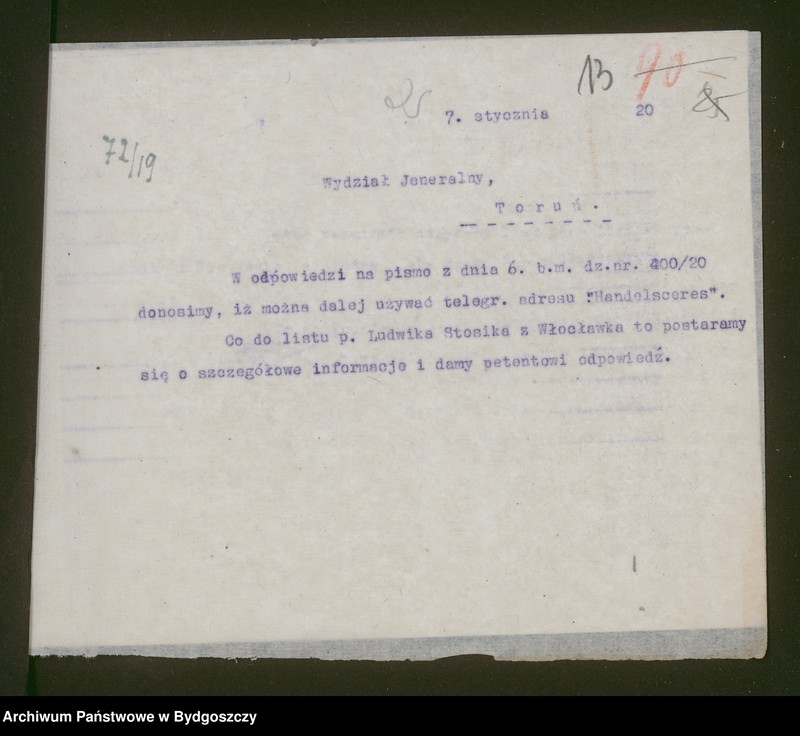 13 90
7. stycznia 20
72/19
Wydział Jeneralny,
Toruń.
W odpowiedzi na pismo z dnia 6. b.m. dz.nr. 400/20
donosimy, iż można dalej używać telegr. adresu "Handelsceres".
Co do listu p. Ludwika Stosika z Włocławka to postaramy
się o szczegółowe informacje i damy petentowi odpowiedź.
Archiwum Państwowe w Bydgoszczy